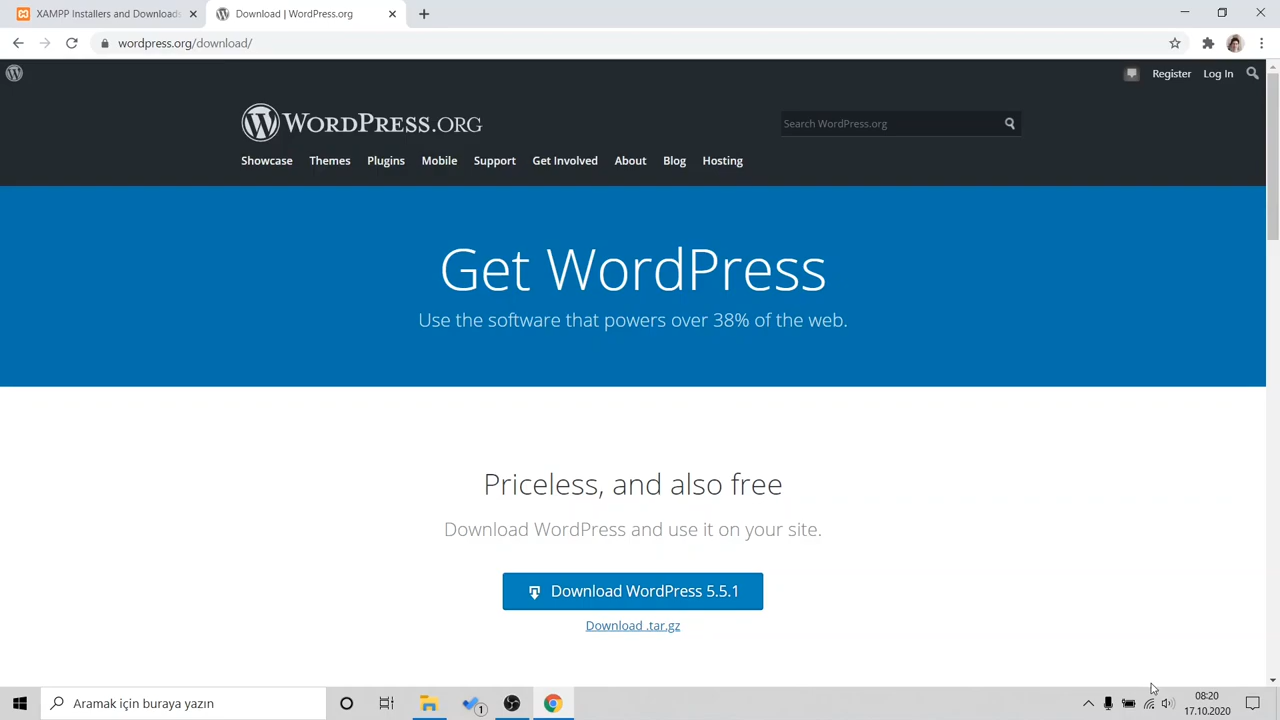 XAMPP Installers and Downloads
Download | WordPress.org
wordpress.org/download/
Register
Log In
WORDPRESS.ORG
Search WordPress.org
Showcase
Themes
Plugins
Mobile
Support
Get Involved
About
Blog
Hosting
Get WordPress
Use the software that powers over 38% of the web.
Priceless, and also free
Download WordPress and use it on your site.
Download WordPress 5.5.1
Download .tar.gz
Aramak için buraya yazın
1
08:20
17.10.2020